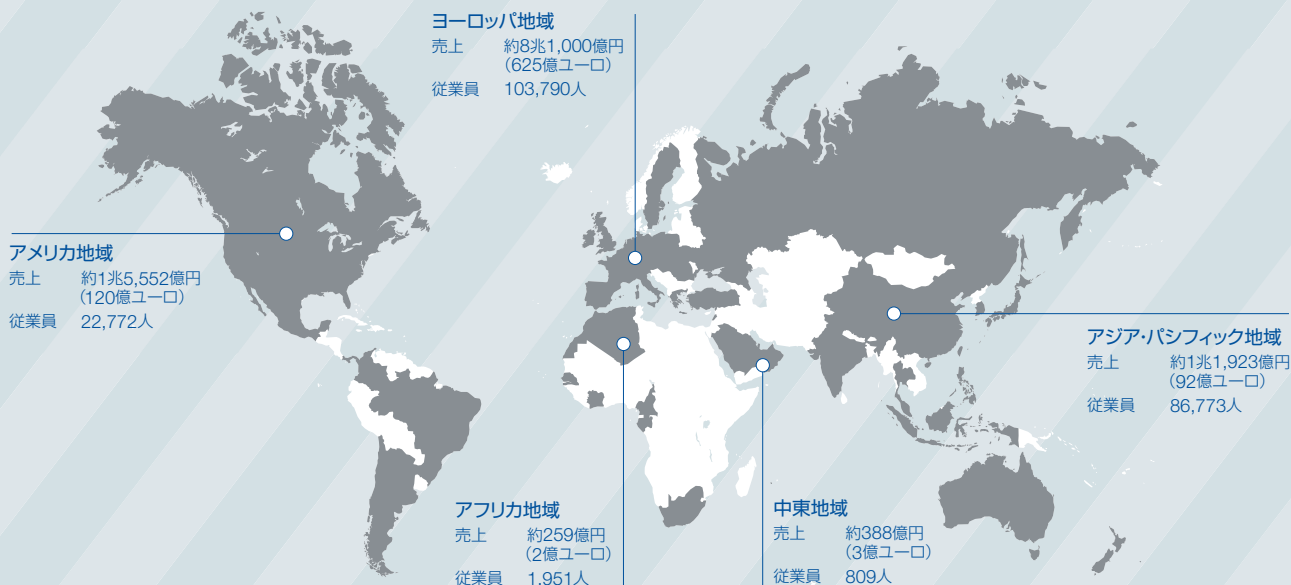 ヨーロッパ地域
売上 約8兆1,000億円
(625億ユーロ)
従業員 103,790人
アメリカ地域
売上 約1兆5,552億円
(120億ユーロ)
従業員 22,772人
アジア・パシフィック地域
売上 約1兆1,923億円
(92億ユーロ)
従業員 86,773人
アフリカ地域
売上 約259億円
(2億ユーロ)
従業員 1,951人
中東地域
売上 約388億円
(3億ユーロ)
従業員 809人